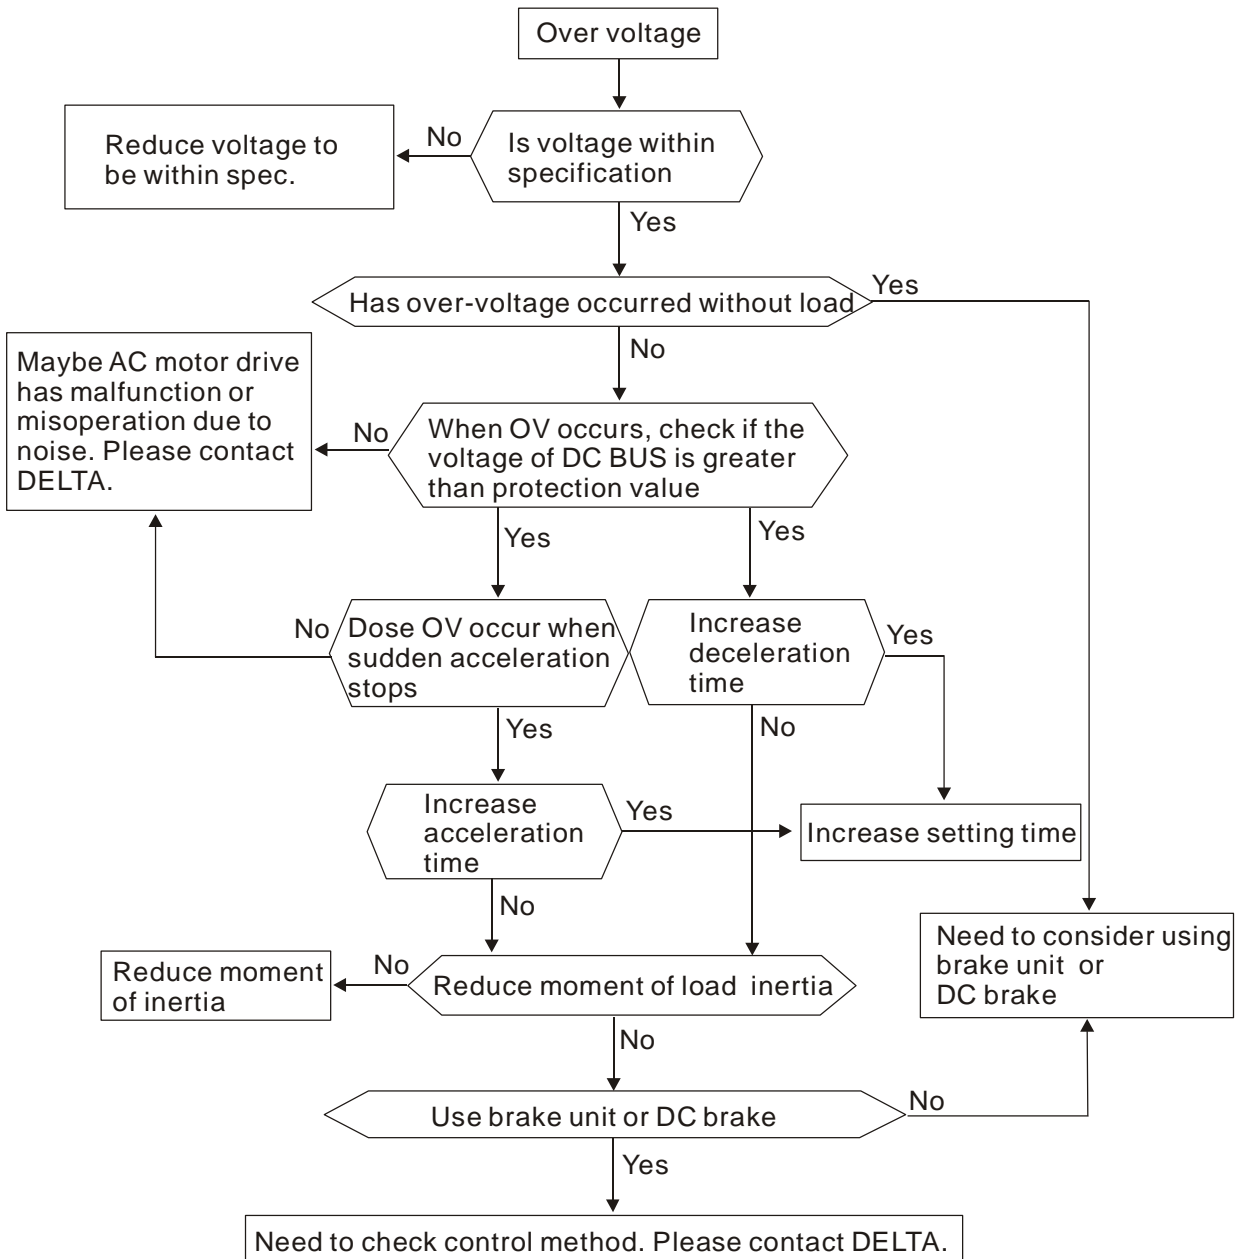 Over voltage
Reduce voltage to
be within spec.
No
Is voltage within
specification
Yes
Has over-voltage occurred without load
Yes
No
Maybe AC motor drive
has malfunction or
misoperation due to
noise. Please contact
DELTA.
No
When OV occurs, check if the
voltage of DC BUS is greater
than protection value
Yes
Yes
No
Dose OV occur when
sudden acceleration
stops
Increase
deceleration
time
Yes
Yes
No
Increase
acceleration
time
Yes
Increase setting time
No
Need to consider using
brake unit or
DC brake
Reduce moment
of inertia
No
Reduce moment of load inertia
No
Use brake unit or DC brake
No
Yes
Need to check control method. Please contact DELTA.